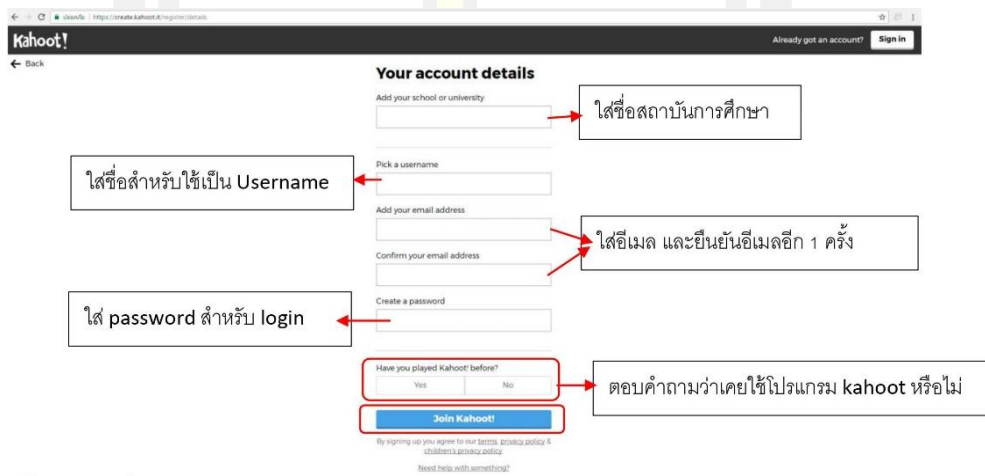 ปลอดภัย | https://create.kahoot.it/register/details
Kahoot!
Already got an account? Sign in
← Back
Your account details
Add your school or university
ใส่ชื่อสถาบันการศึกษา
Pick a username
ใส่ชื่อสำหรับใช้เป็น Username
Add your email address
ใส่อีเมล และยืนยันอีเมลอีก 1 ครั้ง
Confirm your email address
Create a password
ใส่ password สำหรับ login
Have you played Kahoot! before?
Yes No
ตอบคำถามว่าเคยใช้โปรแกรม kahoot หรือไม่
Join Kahoot!
By signing up you agree to our terms, privacy policy &
children's privacy policy
Need help with something?